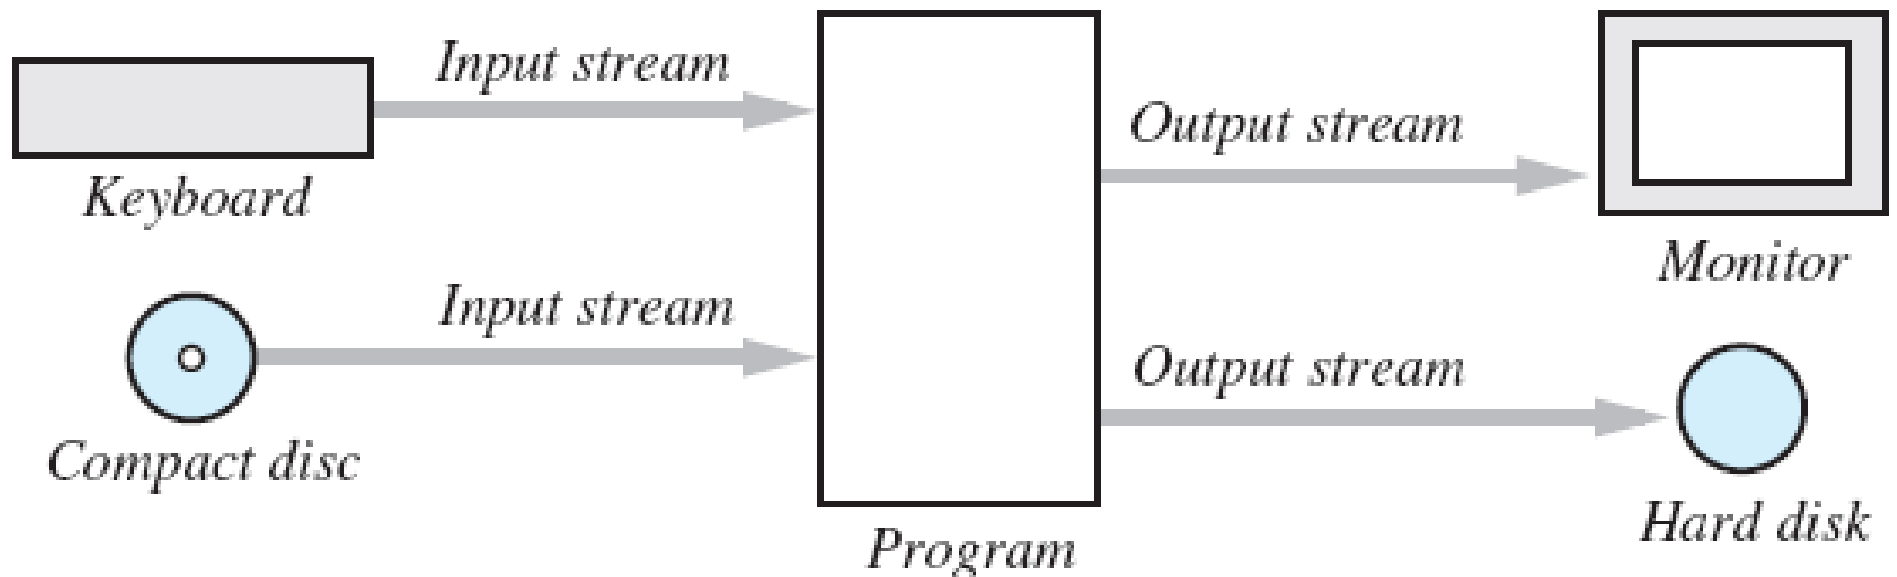 Input stream
Keyboard
Input stream
Compact disc
Program
Output stream
Monitor
Output stream
Hard disk